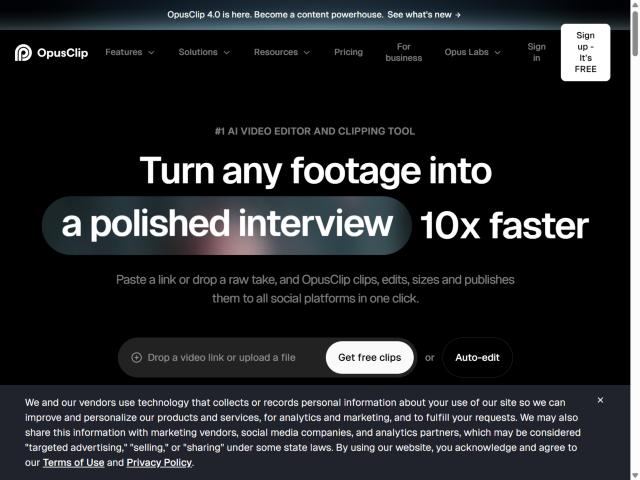 OpusClip 4.0 is here. Become a content powerhouse. See what's new →
OpusClip
Features
Solutions
Resources
Pricing
For business
Opus Labs
Sign in
Sign up - It's FREE
#1 AI VIDEO EDITOR AND CLIPPING TOOL
Turn any footage into
a polished interview 10x faster
Paste a link or drop a raw take, and OpusClip clips, edits, sizes and publishes
them to all social platforms in one click.
Drop a video link or upload a file
Get free clips
or
Auto-edit
We and our vendors use technology that collects or records personal information about your use of our site so we can
improve and personalize our products and services, for analytics and marketing, and to fulfill your requests. We may also
share this information with marketing vendors, social media companies, and analytics partners, which may be considered
"targeted advertising," "selling," or "sharing" under some state laws. By using our website, you acknowledge and agree to
our Terms of Use and Privacy Policy.